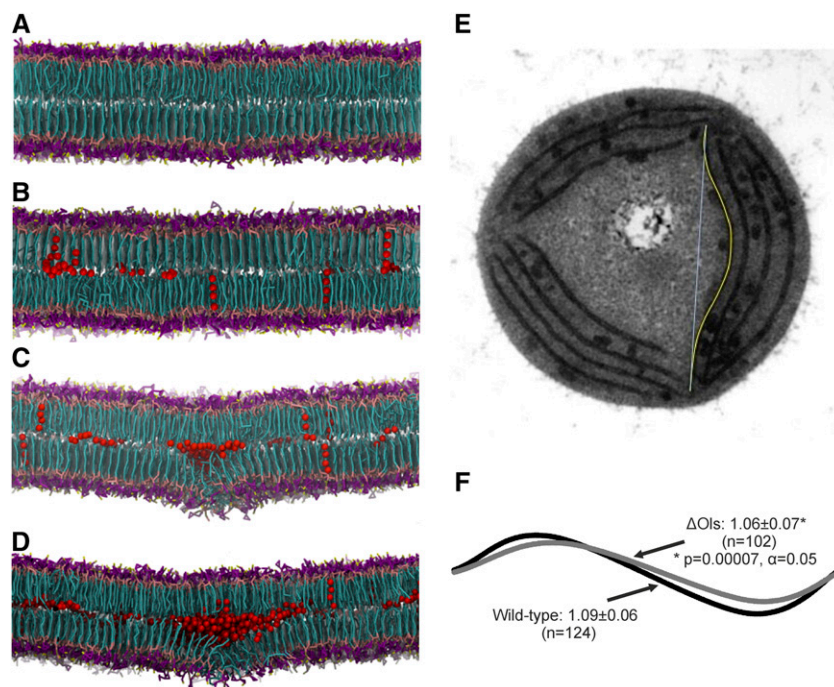 A
B
C
D
E
F
ΔOls: 1.06±0.07*
(n=102)
* p=0.00007, α=0.05
Wild-type: 1.09±0.06
(n=124)